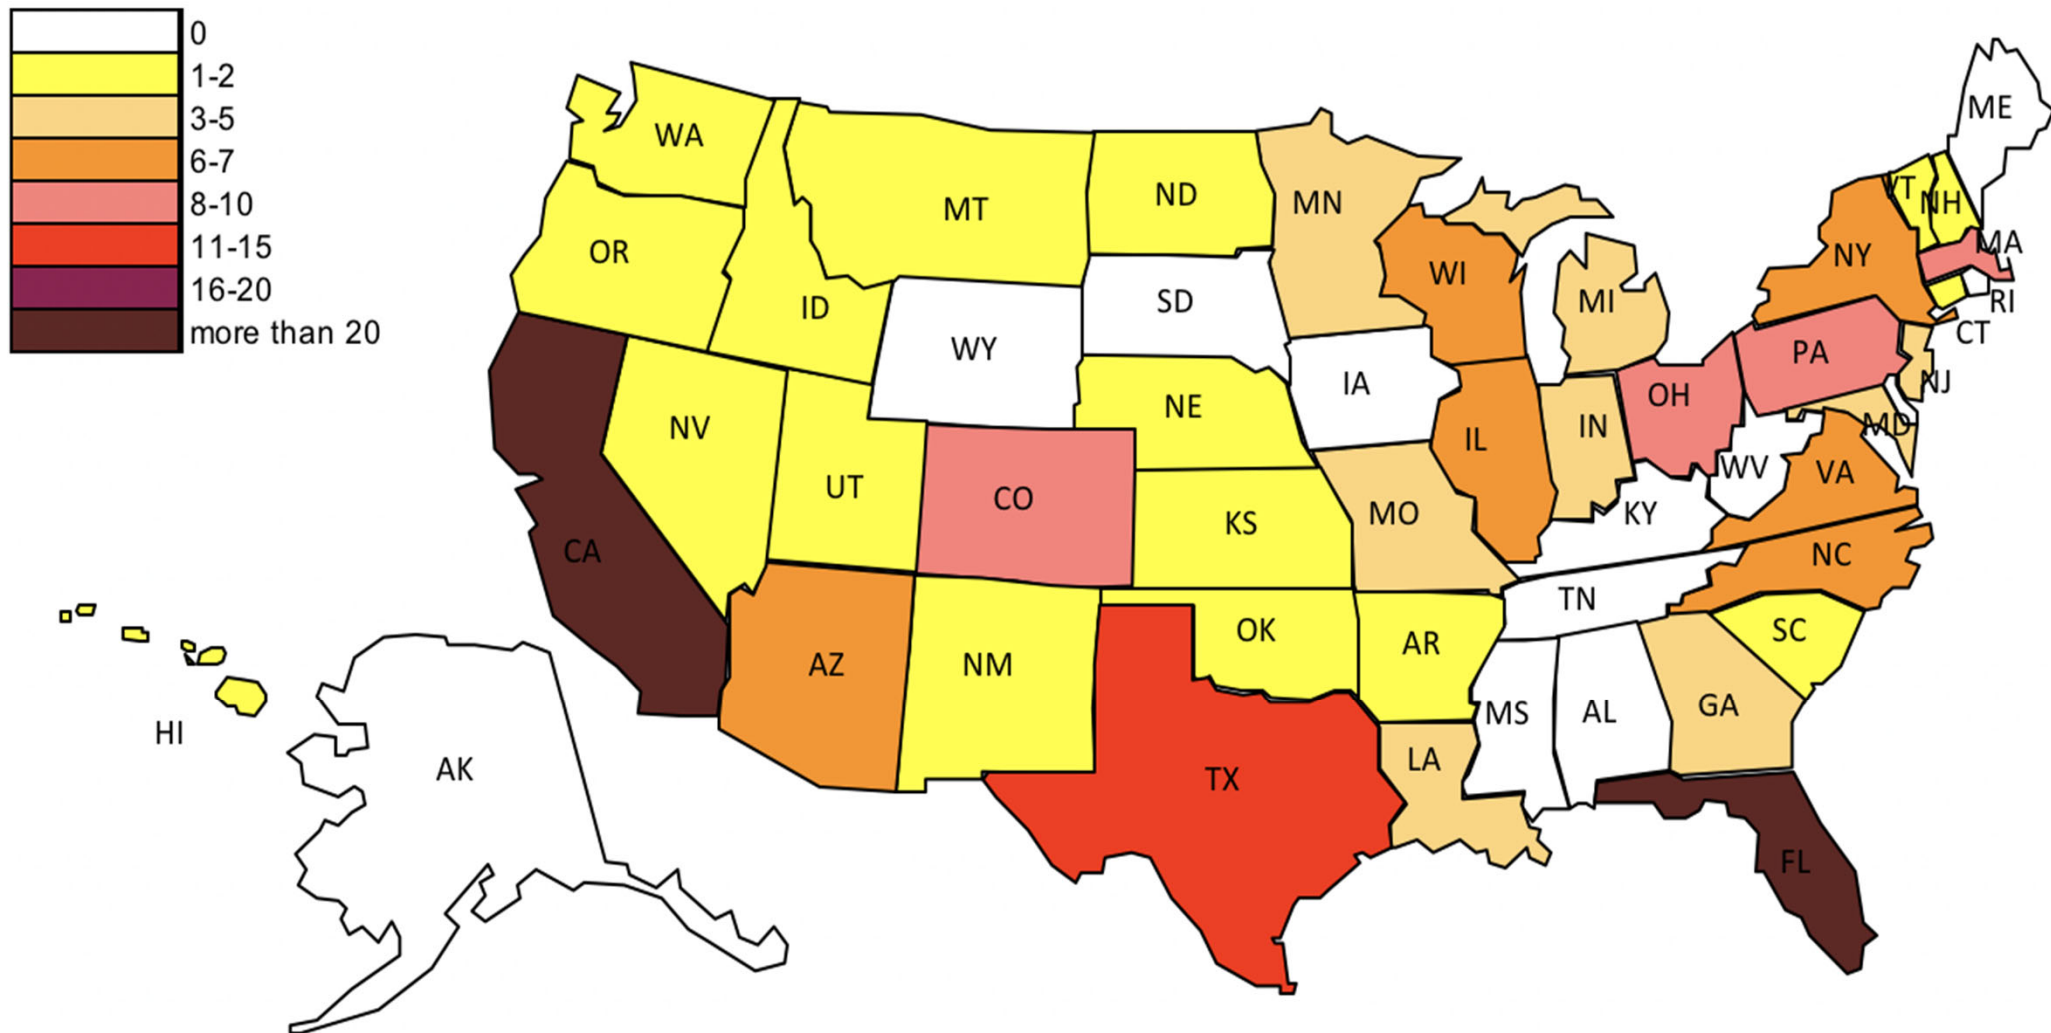 0
1-2
3-5
6-7
8-10
11-15
16-20
more than 20
ME
WA
MT
ND
MN
VT
NH
OR
MA
NY
ID
SD
WI
MI
RI
CT
WY
PA
IA
NJ
OH
NE
NV
IL
IN
MD
WV
VA
UT
CO
KS
MO
KY
CA
NC
TN
OK
AR
SC
AZ
NM
MS
AL
GA
HI
AK
TX
LA
FL